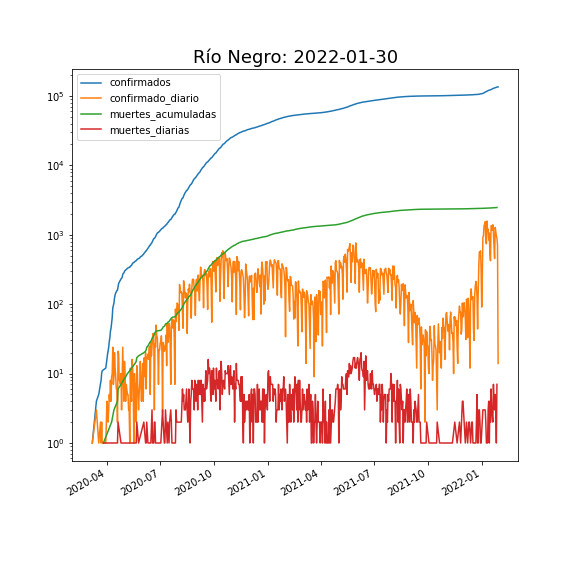 Río Negro: 2022-01-30
confirmados
confirmado_diario
muertes_acumuladas
muertes_diarias
10⁵
10⁴
10³
10²
10¹
10⁰
2020-04 2020-07 2020-10 2021-01 2021-04 2021-07 2021-10 2022-01